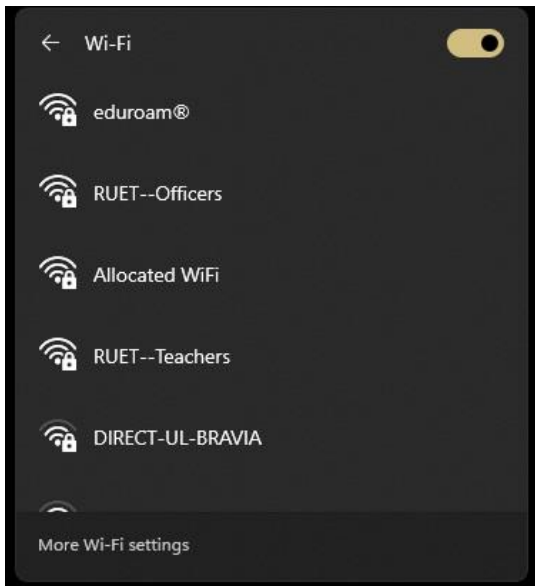 Wi-Fi
eduroam®
RUET--Officers
Allocated WiFi
RUET--Teachers
DIRECT-UL-BRAVIA
More Wi-Fi settings